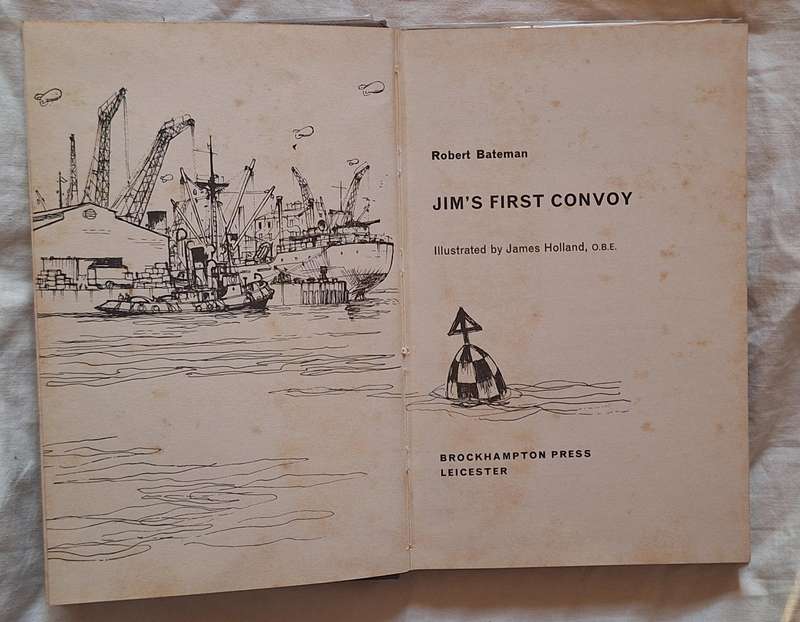 Robert Bateman
JIM'S FIRST CONVOY
Illustrated by James Holland, O.B.E.
BROCKHAMPTON PRESS
LEICESTER